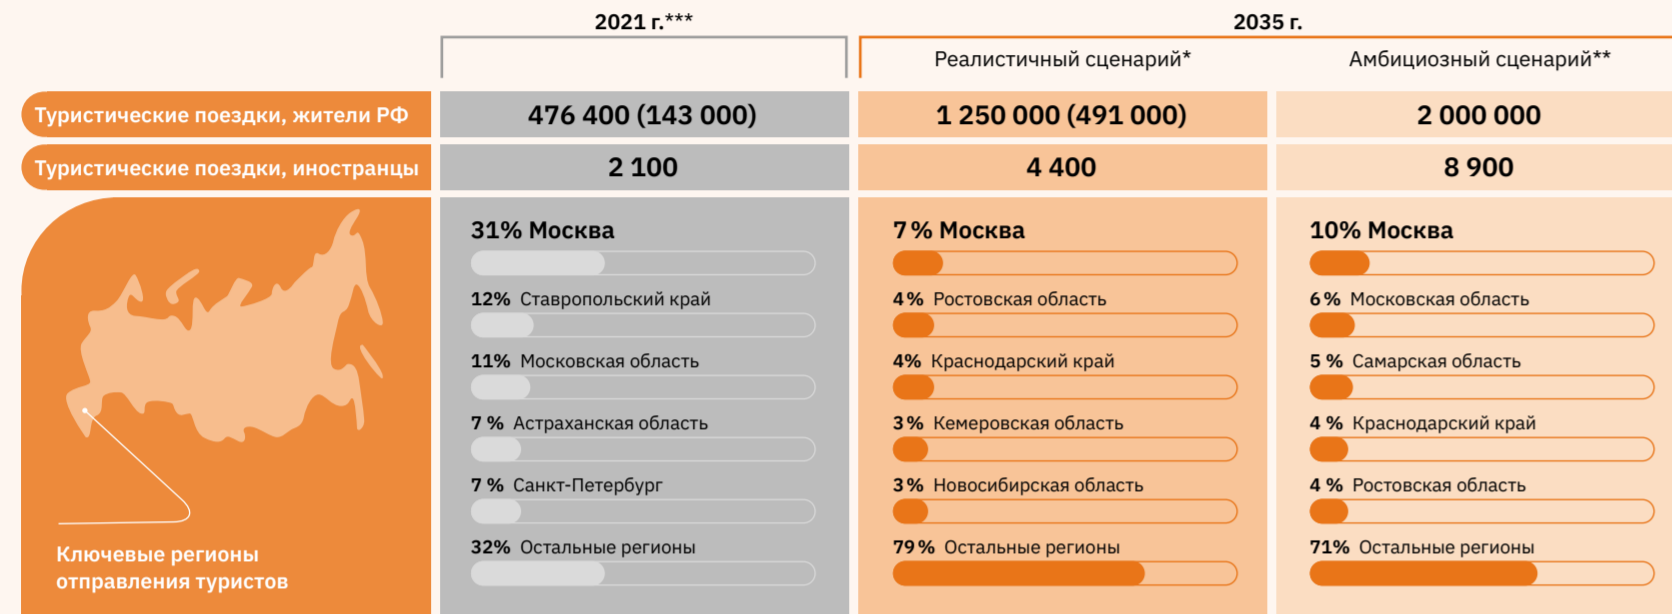 2021 г.***
2035 г.
Реалистичный сценарий*
Амбициозный сценарий**
Туристические поездки, жители РФ
476 400 (143 000)
1 250 000 (491 000)
2 000 000
Туристические поездки, иностранцы
2 100
4 400
8 900
Ключевые регионы
отправления туристов
31% Москва
12% Ставропольский край
11% Московская область
7 % Астраханская область
7 % Санкт-Петербург
32% Остальные регионы
7 % Москва
4 % Ростовская область
4% Краснодарский край
3 % Кемеровская область
3 % Новосибирская область
79 % Остальные регионы
10% Москва
6 % Московская область
5 % Самарская область
4 % Краснодарский край
4 % Ростовская область
71% Остальные регионы